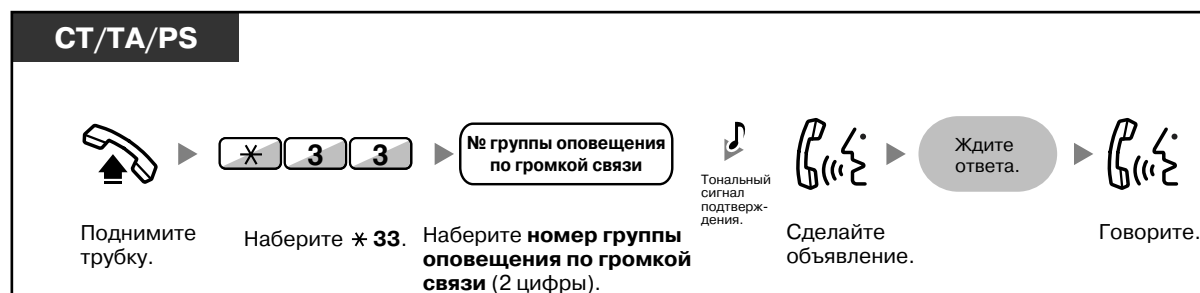 CT/TA/PS
* 3 3
№ группы оповещения
по громкой связи
Тональный
сигнал
подтверж-
дения.
Ждите
ответа.
Поднимите
трубку.
Наберите * 33.
Наберите номер группы
оповещения по громкой
связи (2 цифры).
Сделайте
объявление.
Говорите.